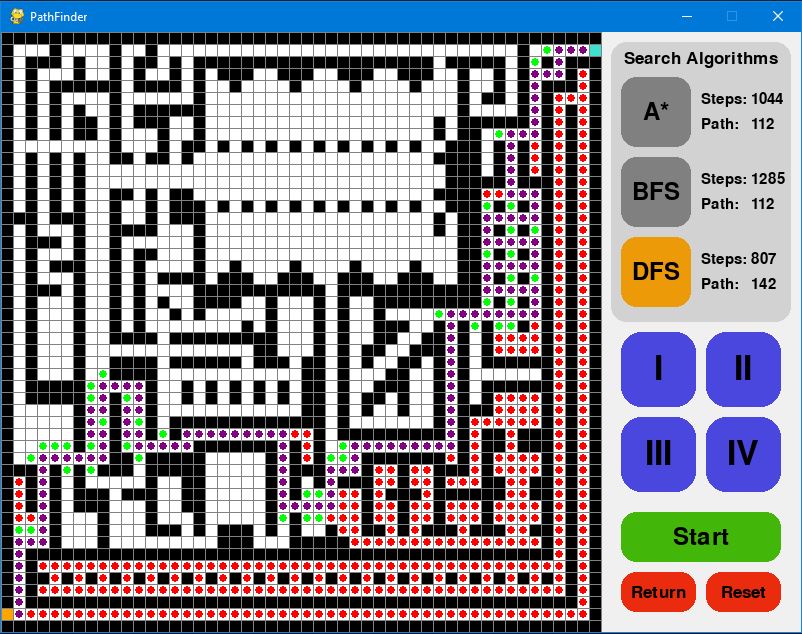 PathFinder
Search Algorithms
A*
Steps: 1044
Path: 112
BFS
Steps: 1285
Path: 112
DFS
Steps: 807
Path: 142
I II
III IV
Start
Return Reset